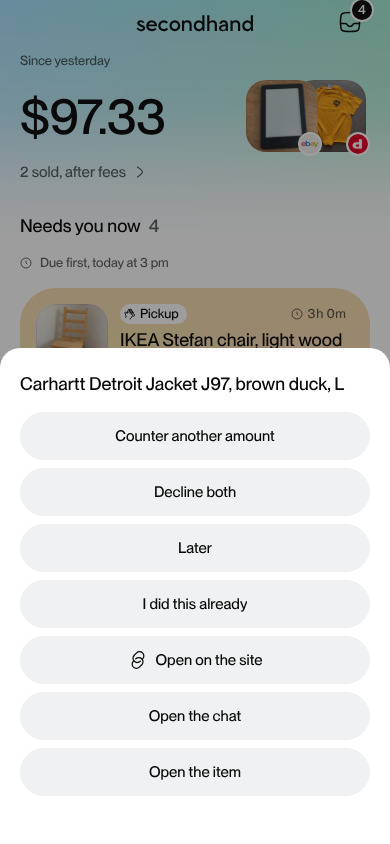 secondhand
4
Since yesterday
$97.33
ebay
d
2 sold, after fees
Needs you now 4
Due first, today at 3 pm
Pickup
3h 0m
IKEA Stefan chair, light wood
Carhartt Detroit Jacket J97, brown duck, L
Counter another amount
Decline both
Later
I did this already
Open on the site
Open the chat
Open the item